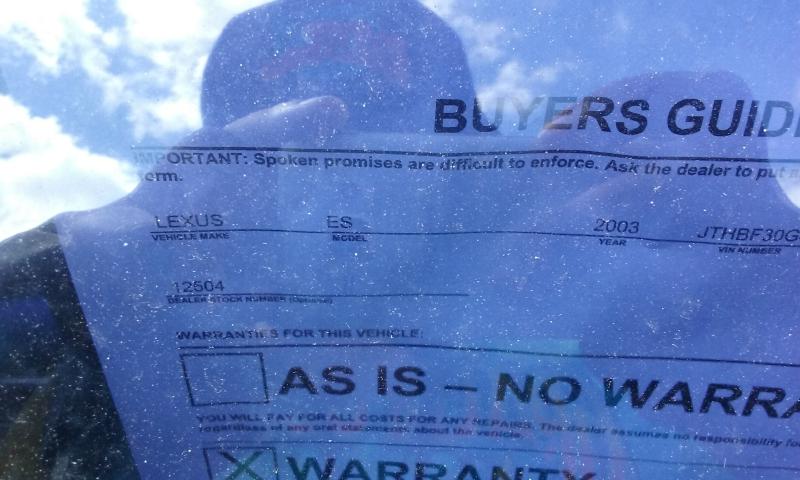 BUYERS GUID
IMPORTANT: Spoken promises are difficult to enforce. Ask the dealer to put
form.
LEXUS ES 2003 JTHBF30G
VEHICLE MAKE MODEL YEAR VIN NUMBER
12504
DEALER STOCK NUMBER (Optional)
WARRANTIES FOR THIS VEHICLE:
AS IS – NO WARRA
YOU WILL PAY FOR ALL COSTS FOR ANY REPAIRS. The dealer assumes no responsibility fo
regardless of any oral statements about the vehicle.
X WARRANTY